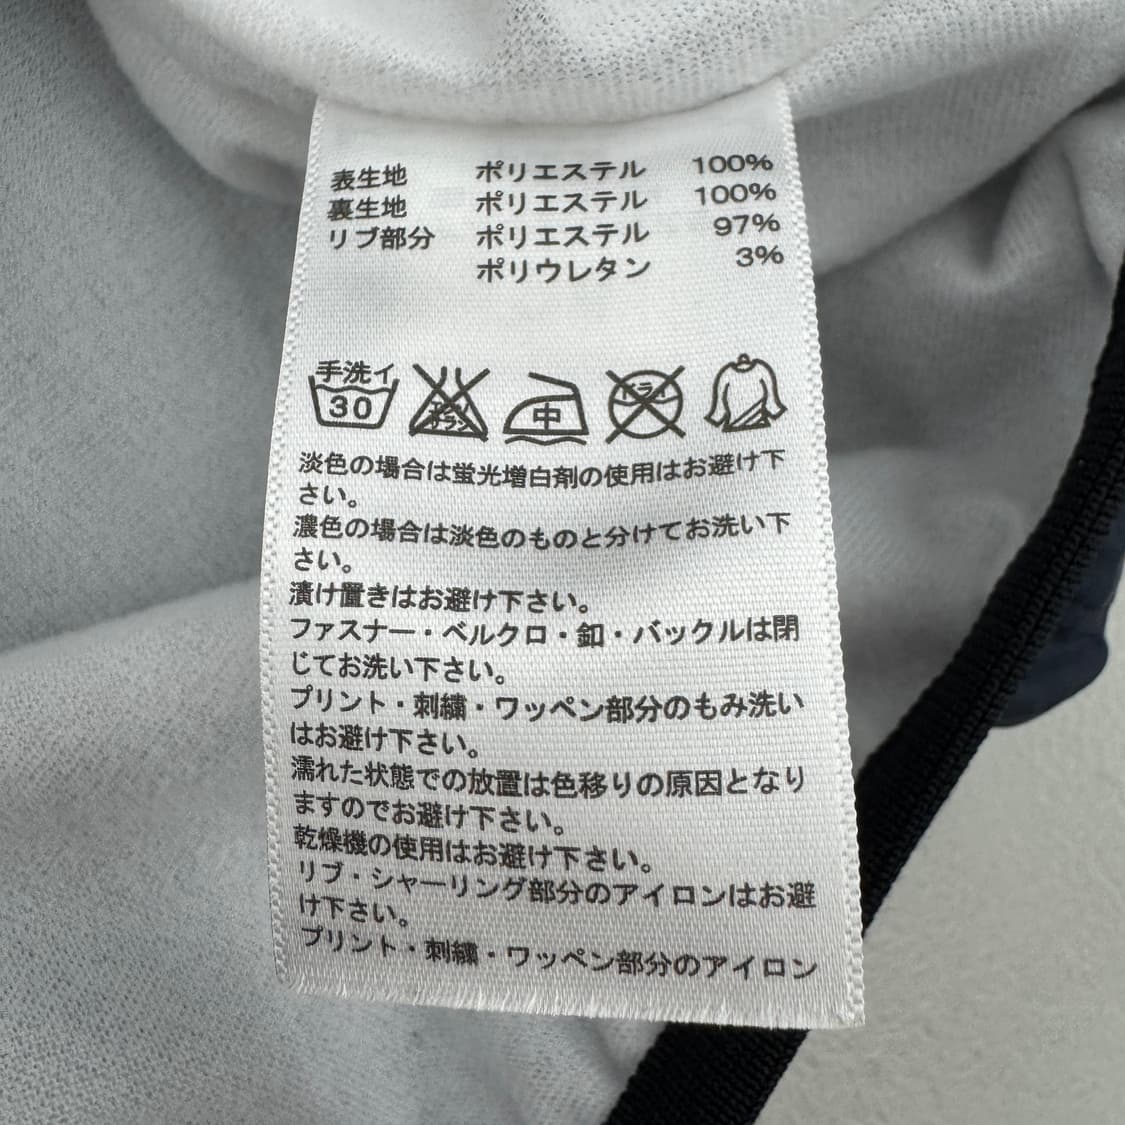 表生地 ポリエステル 100%
裏生地 ポリエステル 100%
リブ部分 ポリエステル 97%
ポリウレタン 3%
手洗イ
30
中
淡色の場合は蛍光増白剤の使用はお避け下
さい。
濃色の場合は淡色のものと分けてお洗い下
さい。
漬け置きはお避け下さい。
ファスナー・ベルクロ・釦・バックルは閉
じてお洗い下さい。
プリント・刺繍・ワッペン部分のもみ洗い
はお避け下さい。
濡れた状態での放置は色移りの原因となり
ますのでお避け下さい。
乾燥機の使用はお避け下さい。
リブ・シャーリング部分のアイロンはお避
け下さい。
プリント・刺繍・ワッペン部分のアイロン